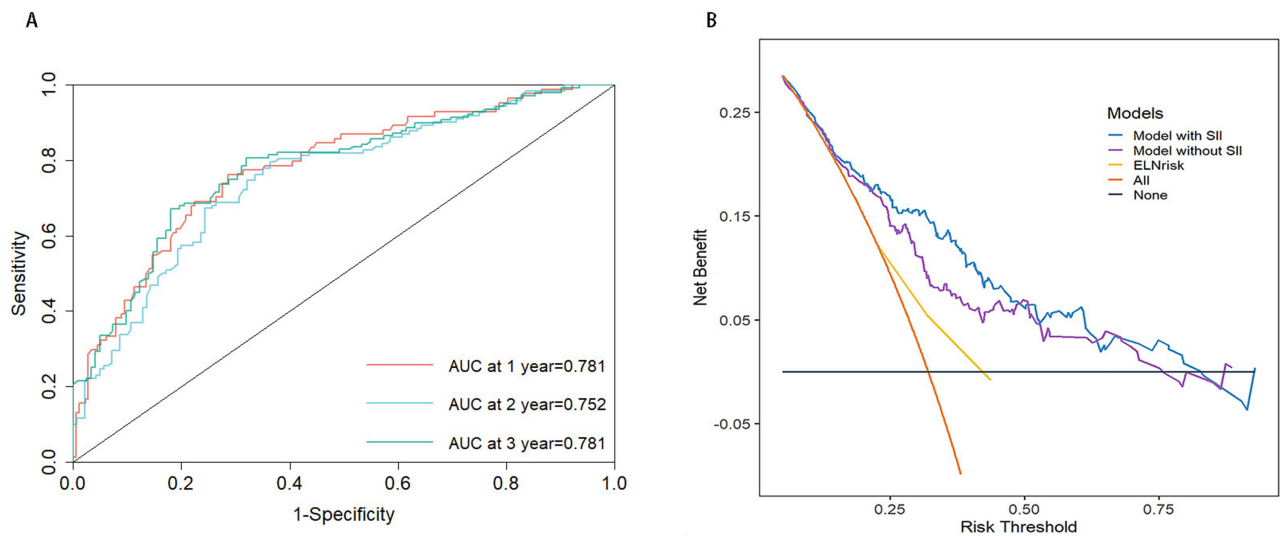 A
1.0
0.8
0.6
0.4
0.2
0.0
Sensitivity
AUC at 1 year=0.781
AUC at 2 year=0.752
AUC at 3 year=0.781
0.0 0.2 0.4 0.6 0.8 1.0
1-Specificity
B
0.25
0.15
0.05
-0.05
Net Benefit
Models
Model with SII
Model without SII
ELNrisk
All
None
0.25 0.50 0.75
Risk Threshold